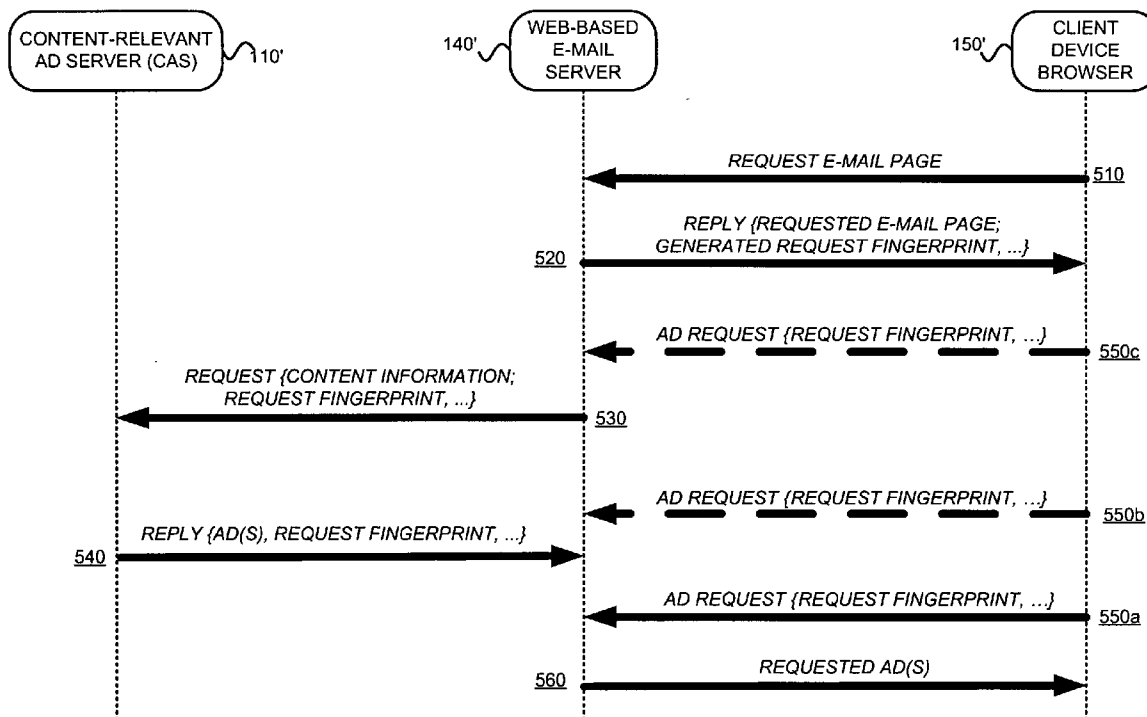 CONTENT-RELEVANT
AD SERVER (CAS)
110'
WEB-BASED
E-MAIL
SERVER
140'
CLIENT
DEVICE
BROWSER
150'
REQUEST E-MAIL PAGE
510
REPLY {REQUESTED E-MAIL PAGE;
GENERATED REQUEST FINGERPRINT, ...}
520
AD REQUEST {REQUEST FINGERPRINT, ...}
550c
REQUEST {CONTENT INFORMATION;
REQUEST FINGERPRINT, ...}
530
AD REQUEST {REQUEST FINGERPRINT, ...}
550b
REPLY {AD(S), REQUEST FINGERPRINT, ...}
540
AD REQUEST {REQUEST FINGERPRINT, ...}
550a
REQUESTED AD(S)
560